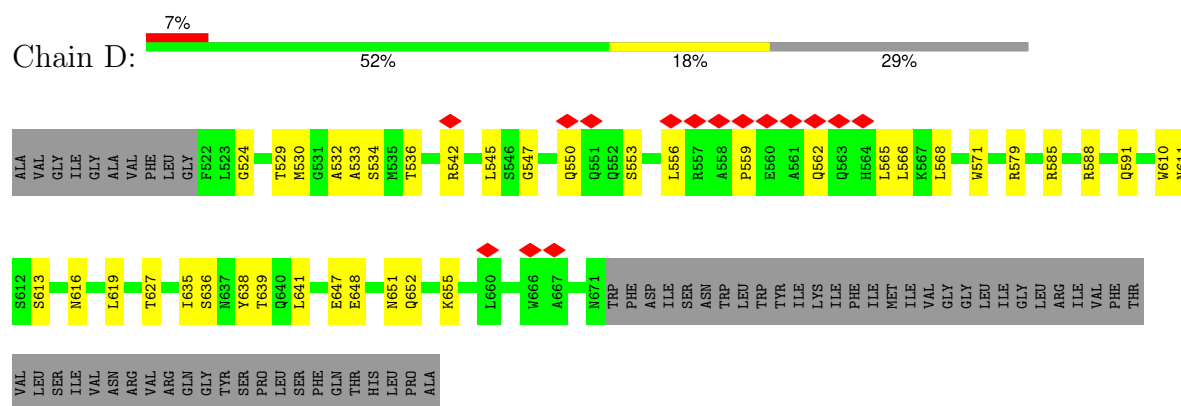 7%
Chain D:
52% 18% 29%
ALA VAL GLY ILE GLY ALA VAL PHE LEU GLY F522 L523 G524 T529 M530 G531 A532 A533 S534 M535 T536 R542 L545 S546 G547 Q550 Q551 Q552 S553 L556 R557 A558 P559 E560 A561 Q562 Q563 H564 L565 L566 K567 L568 W571 R579 R585 R588 Q591 W610 N611
S612 S613 N616 L619 T627 I635 S636 N637 Y638 T639 Q640 L641 E647 E648 N651 Q652 K655 L660 W666 A667 N671 TRP PHE ASP ILE SER ASN TRP LEU TRP TYR ILE LYS ILE PHE ILE MET ILE VAL GLY GLY LEU ILE GLY LEU ARG ILE VAL PHE THR
VAL LEU SER ILE VAL ASN ARG VAL ARG GLN GLY TYR SER PRO LEU SER PHE GLN THR HIS LEU PRO ALA